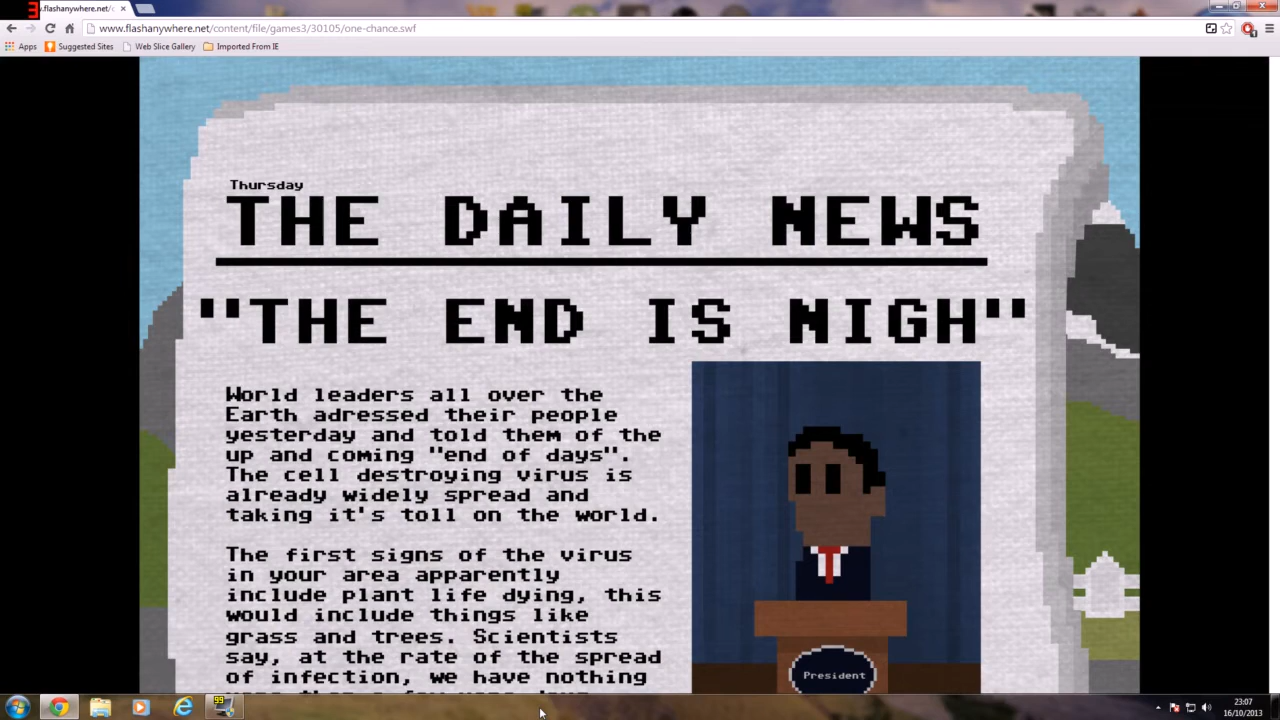 3
.flashanywhere.net/
www.flashanywhere.net/content/file/games3/30105/one-chance.swf
Apps Suggested Sites Web Slice Gallery Imported From IE
Thursday
THE DAILY NEWS
"THE END IS NIGH"
World leaders all over the
Earth adressed their people
yesterday and told them of the
up and coming "end of days".
The cell destroying virus is
already widely spread and
taking it's toll on the world.
The first signs of the virus
in your area apparently
include plant life dying, this
would include things like
grass and trees. Scientists
say, at the rate of the spread
of infection, we have nothing
President
99
23:07
16/10/2013